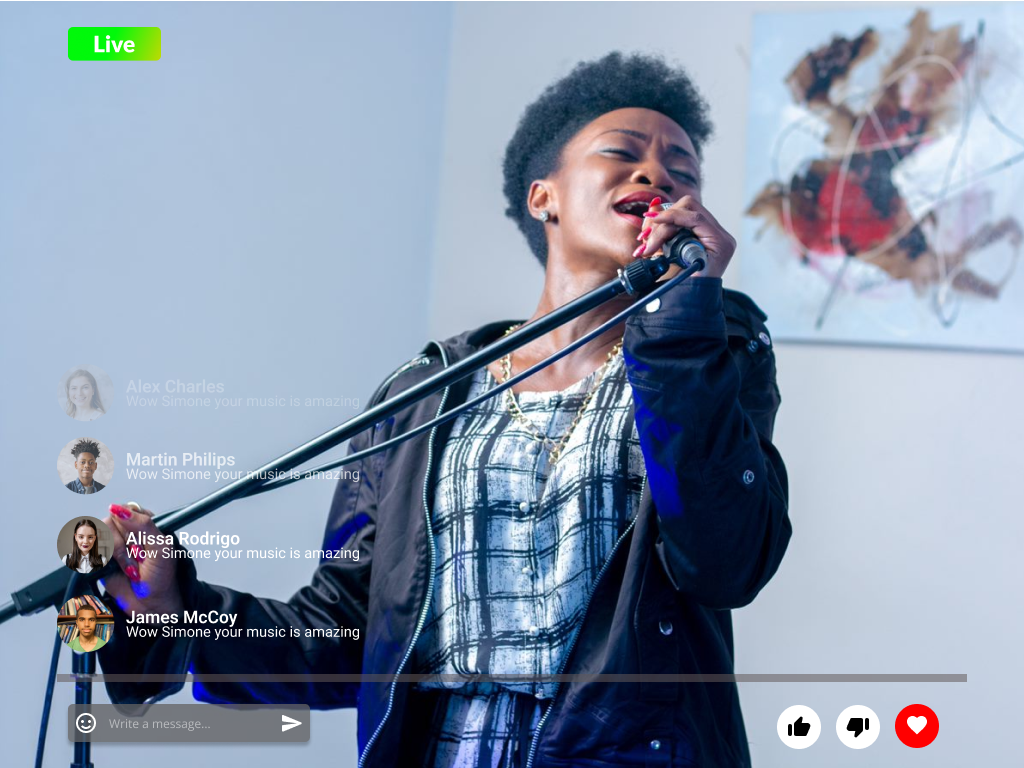 Live
Alex Charles
Wow Simone your music is amazing
Martin Philips
Wow Simone your music is amazing
Alissa Rodrigo
Wow Simone your music is amazing
James McCoy
Wow Simone your music is amazing
Write a message...